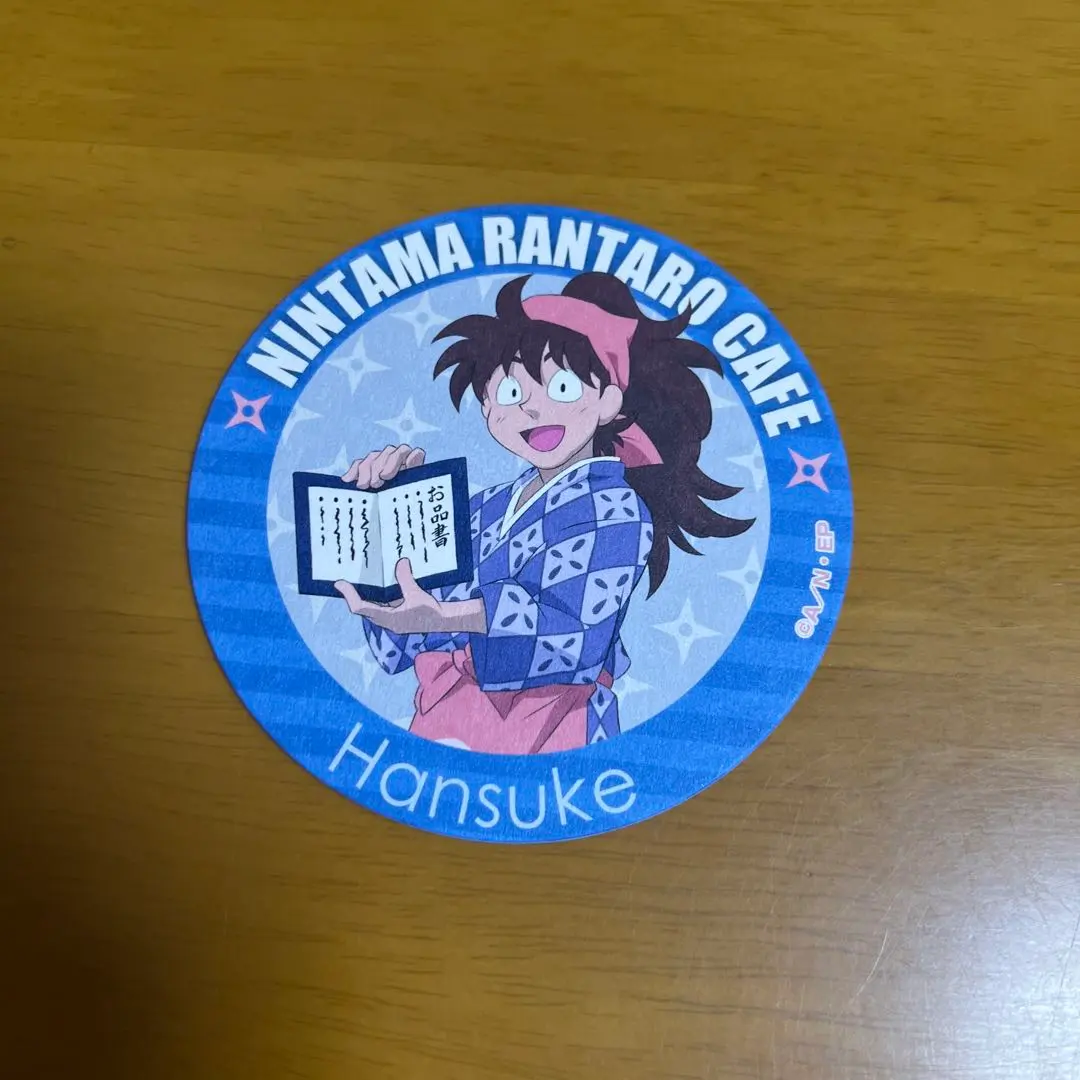 NINTAMA RANTARO CAFE
お品書
©A/N・EP
Hansuke